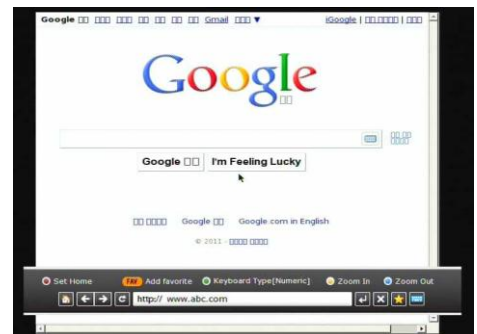 Google □□ □□□ □□□ □□ □□ □□ □□ Gmail □□□ ▼ iGoogle | □□ □□□□ | □□□
Google
□□
Google □□ I'm Feeling Lucky
□□ □□□□ Google □□ Google.com in English
© 2011 - □□□□ □□□□
Set Home FAV Add favorite Keyboard Type[Numeric] Zoom In Zoom Out
http:// www.abc.com